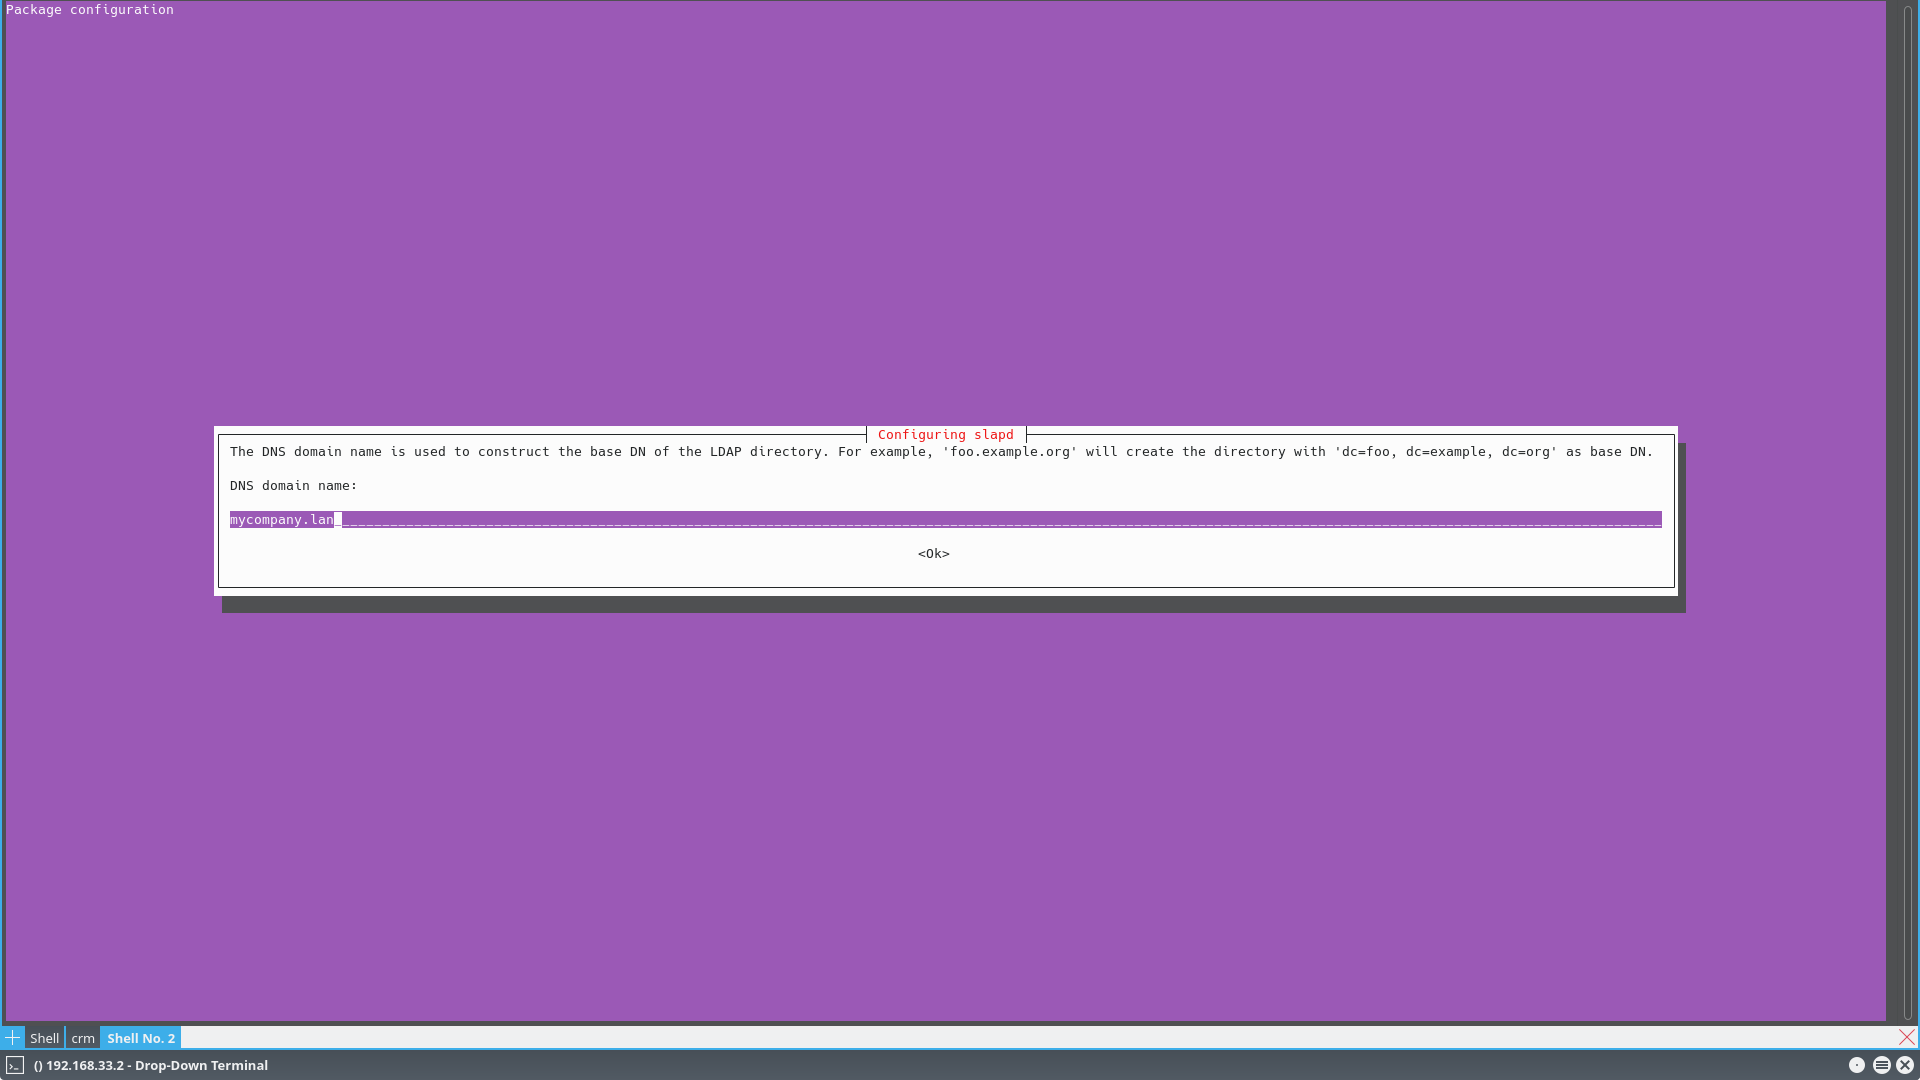 Package configuration
Configuring slapd
The DNS domain name is used to construct the base DN of the LDAP directory. For example, 'foo.example.org' will create the directory with 'dc=foo, dc=example, dc=org' as base DN.
DNS domain name:
mycompany.lan
<Ok>
Shell
crm
Shell No. 2
() 192.168.33.2 - Drop-Down Terminal